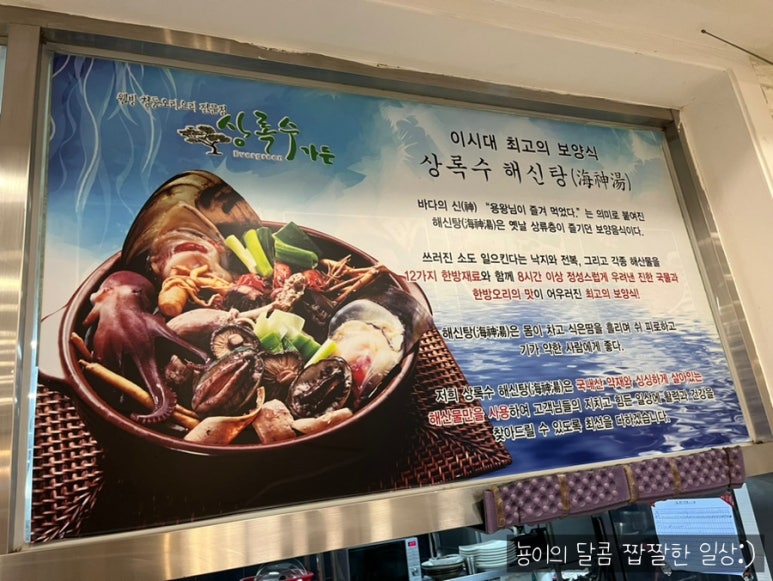 상록수가든
Evergreen
이시대 최고의 보양식
상록수 해신탕(海神湯)
바다의 신(神) "용왕님이 즐겨 먹었다." 는 의미로 붙여진
해신탕(海神湯)은 옛날 상류층이 즐기던 보양음식이다.
쓰러진 소도 일으킨다는 낙지와 전복, 그리고 각종 해산물을
12가지 한방재료와 함께 8시간 이상 정성스럽게 우려낸 진한 국물과
한방오리의 맛이 어우러진 최고의 보양식!
해신탕(海神湯)은 몸이 차고 식은땀을 흘리며 쉬 피로하고
기가 약한 사람에게 좋다.
저희 상록수 해신탕(海神湯)은 국내산 약재와 싱싱하게 살아있는
해산물만을 사용하여 고객님들의 지치고 힘든 일상에 활력과 건강을
찾아드릴 수 있도록 최선을 다하겠습니다.
뇽이의 달콤 짭짤한 일상:)